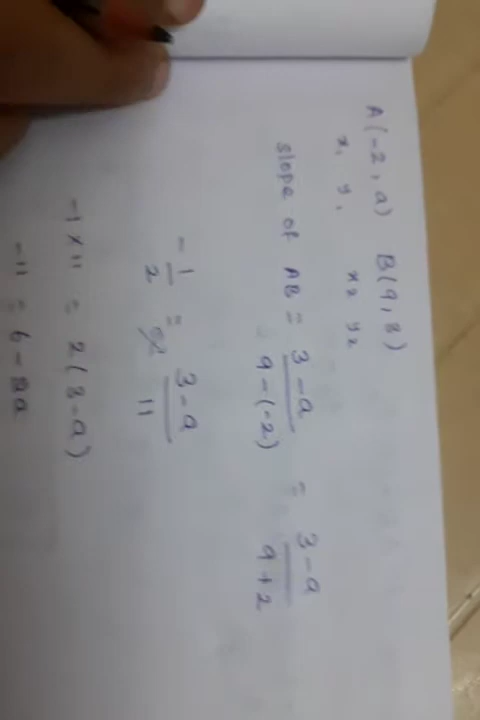 A(-2, a) B(9, 3)
x₁ y₁ x₂ y₂
slope of AB = 3-a / 9-(-2) = 3-a / 9+2
-1/2 = 3-a / 11
-1 × 11 = 2(3-a)
-11 = 6 - 2a